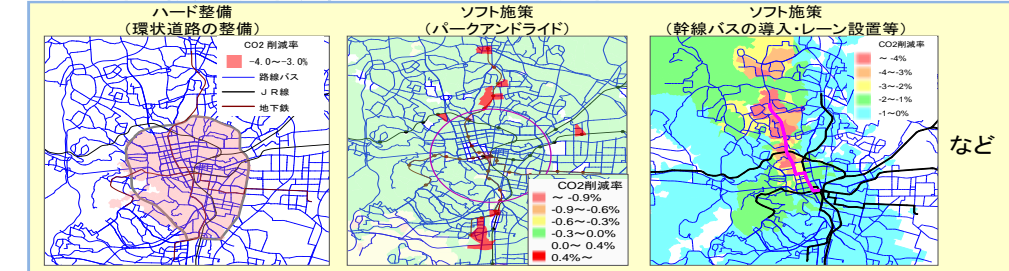 ハード整備
(環状道路の整備)
CO2 削減率
-4.0~-3.0%
路線バス
JR線
地下鉄
ソフト施策
(パークアンドライド)
CO2削減率
~ -0.9%
-0.9~-0.6%
-0.6~-0.3%
-0.3~0.0%
0.0~ 0.4%
0.4%~
ソフト施策
(幹線バスの導入・レーン設置等)
CO2削減率
~ -4%
-4~-3%
-3~-2%
-2~-1%
-1~0%
など